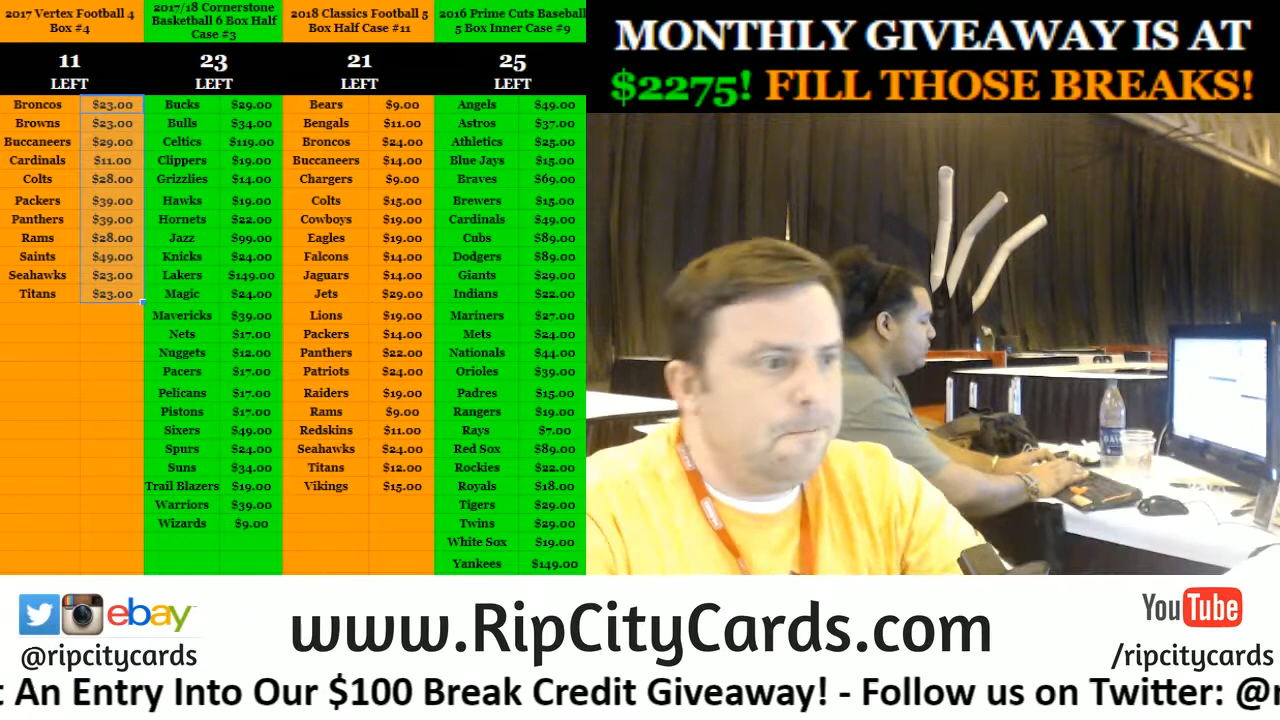 2017 Vertex Football 4
Box #4
11
LEFT
Broncos $23.00
Browns $23.00
Buccaneers $29.00
Cardinals $11.00
Colts $28.00
Packers $39.00
Panthers $39.00
Rams $28.00
Saints $49.00
Seahawks $23.00
Titans $23.00
2017/18 Cornerstone
Basketball 6 Box Half
Case #3
23
LEFT
Bucks $29.00
Bulls $34.00
Celtics $119.00
Clippers $19.00
Grizzlies $14.00
Hawks $19.00
Hornets $22.00
Jazz $99.00
Knicks $24.00
Lakers $149.00
Magic $24.00
Mavericks $39.00
Nets $17.00
Nuggets $12.00
Pacers $17.00
Pelicans $17.00
Pistons $17.00
Sixers $49.00
Spurs $24.00
Suns $34.00
Trail Blazers $19.00
Warriors $39.00
Wizards $9.00
2018 Classics Football 5
Box Half Case #11
21
LEFT
Bears $9.00
Bengals $11.00
Broncos $24.00
Buccaneers $14.00
Chargers $9.00
Colts $15.00
Cowboys $19.00
Eagles $19.00
Falcons $14.00
Jaguars $14.00
Jets $29.00
Lions $19.00
Packers $14.00
Panthers $22.00
Patriots $24.00
Raiders $19.00
Rams $9.00
Redskins $11.00
Seahawks $24.00
Titans $12.00
Vikings $15.00
2016 Prime Cuts Baseball
5 Box Inner Case #9
25
LEFT
Angels $49.00
Astros $37.00
Athletics $25.00
Blue Jays $15.00
Braves $69.00
Brewers $15.00
Cardinals $49.00
Cubs $89.00
Dodgers $89.00
Giants $29.00
Indians $22.00
Mariners $27.00
Mets $24.00
Nationals $44.00
Orioles $39.00
Padres $15.00
Rangers $19.00
Rays $7.00
Red Sox $89.00
Rockies $22.00
Royals $18.00
Tigers $29.00
Twins $29.00
White Sox $19.00
Yankees $149.00
MONTHLY GIVEAWAY IS AT
$2275! FILL THOSE BREAKS!
ebay
@ripcitycards
www.RipCityCards.com
YouTube
/ripcitycards
An Entry Into Our $100 Break Credit Giveaway! - Follow us on Twitter: